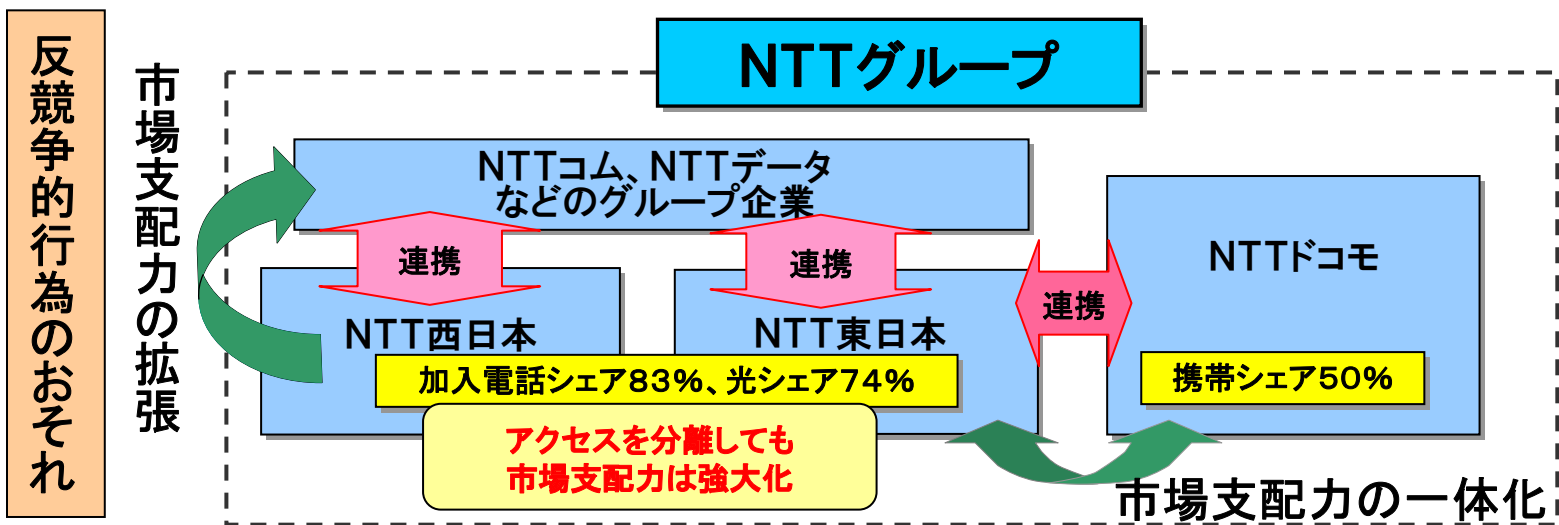 反競争的行為のおそれ
市場支配力の拡張
NTTグループ
NTTコム、NTTデータ
などのグループ企業
連携
連携
NTTドコモ
連携
NTT西日本
NTT東日本
加入電話シェア83%、光シェア74%
携帯シェア50%
アクセスを分離しても
市場支配力は強大化
市場支配力の一体化